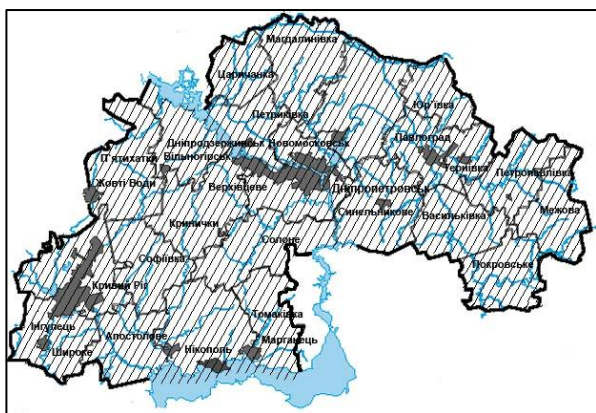 Магдалинівка
Царичанка
Юр'ївка
Петриківка
Дніпродзержинськ
Новомосковськ
Павлоград
Вільногірськ
П'ятихатки
Тернівка
Петропавлівка
Верхівцеве
Дніпропетровськ
Жовті Води
Синельникове
Васильківка
Межова
Кринички
Солоне
Софіївка
Покровське
Кривий Ріг
Томаківка
Інгулець
Апостолове
Широке
Нікополь
Марганець